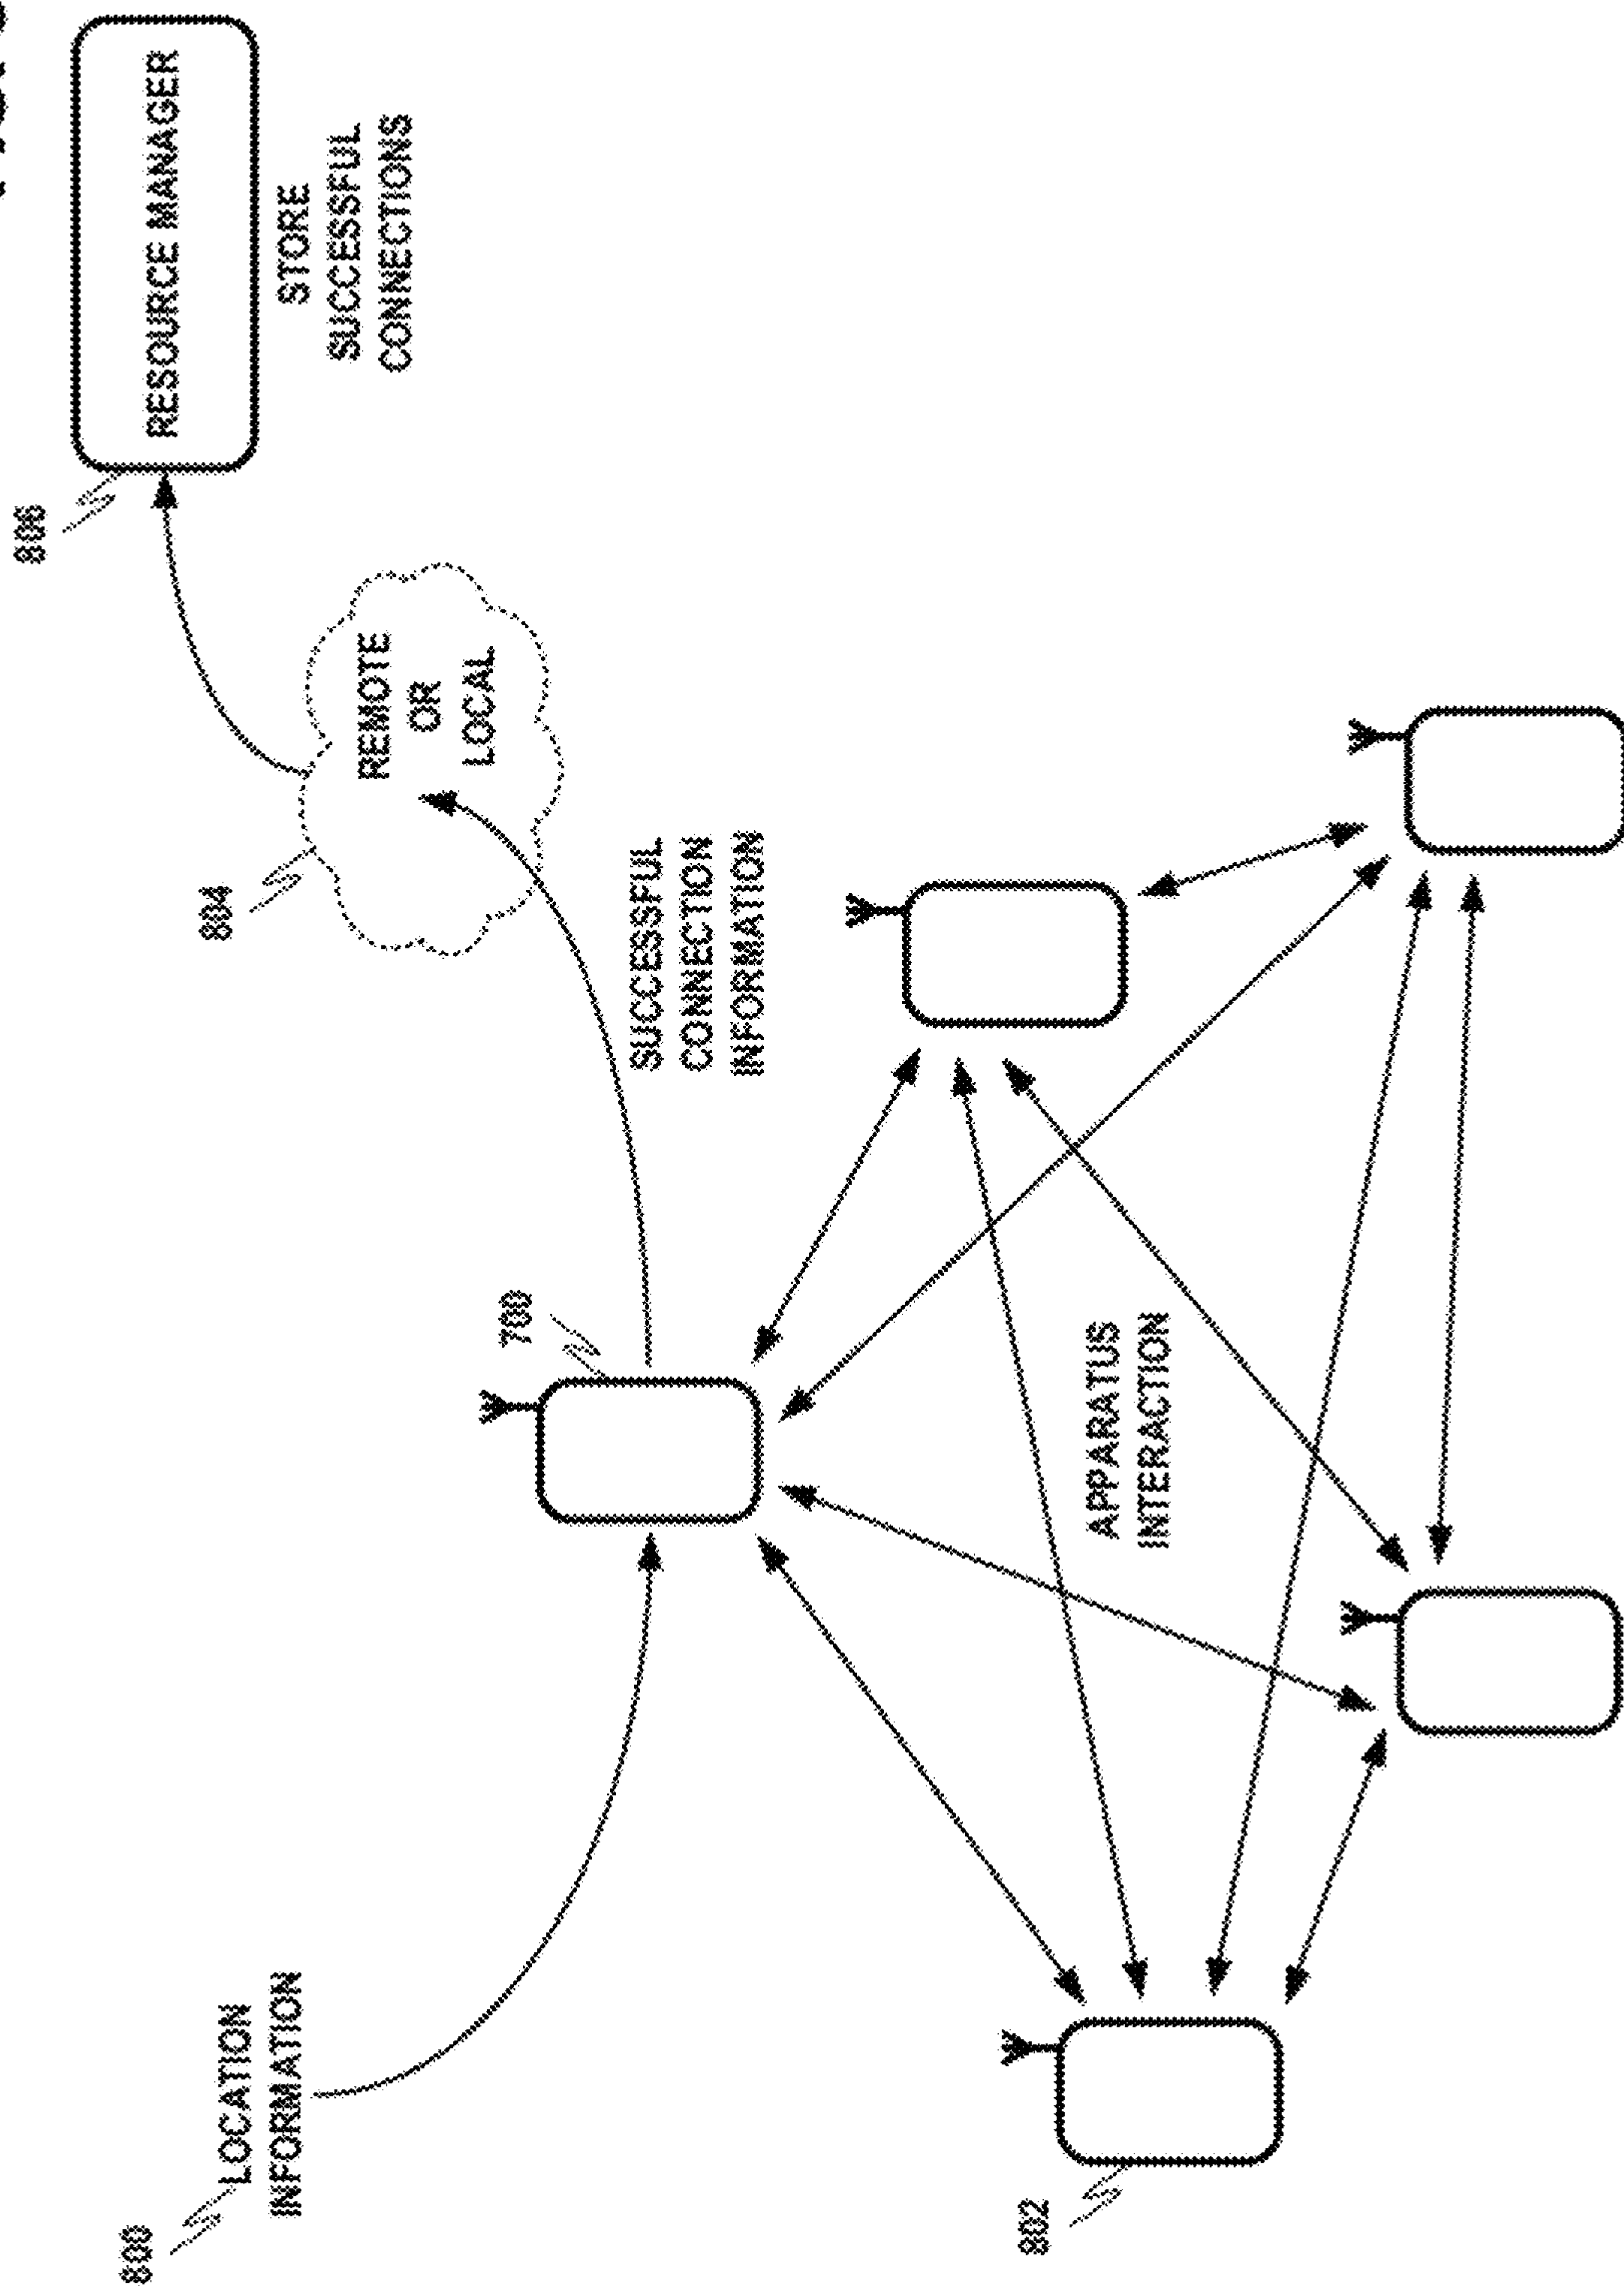 800
LOCATION
INFORMATION
700
804
REMOTE
OR
LOCAL
806
RESOURCE MANAGER
STORE
SUCCESSFUL
CONNECTIONS
SUCCESSFUL
CONNECTION
INFORMATION
802
APPARATUS
INTERACTION